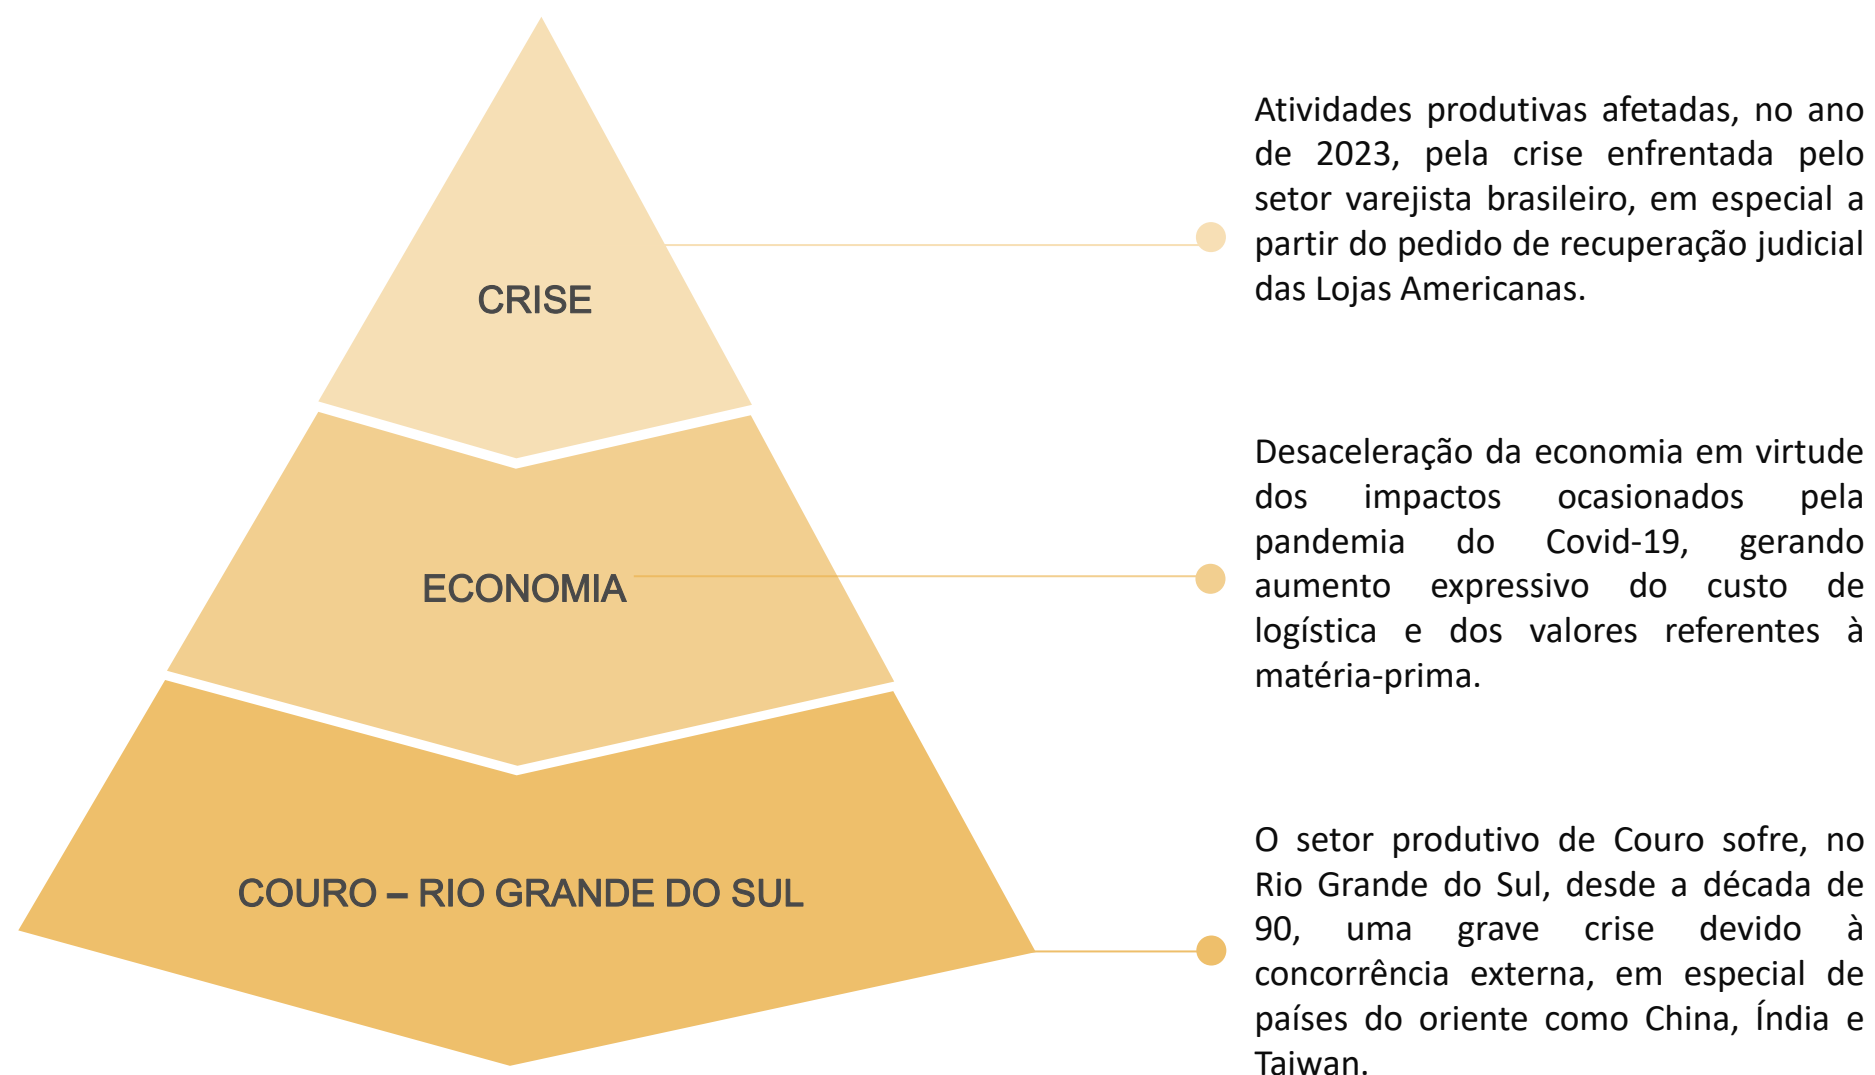 CRISE
Atividades produtivas afetadas, no ano
de 2023, pela crise enfrentada pelo
setor varejista brasileiro, em especial a
partir do pedido de recuperação judicial
das Lojas Americanas.
ECONOMIA
Desaceleração da economia em virtude
dos impactos ocasionados pela
pandemia do Covid-19, gerando
aumento expressivo do custo de
logística e dos valores referentes à
matéria-prima.
COURO – RIO GRANDE DO SUL
O setor produtivo de Couro sofre, no
Rio Grande do Sul, desde a década de
90, uma grave crise devido à
concorrência externa, em especial de
países do oriente como China, Índia e
Taiwan.